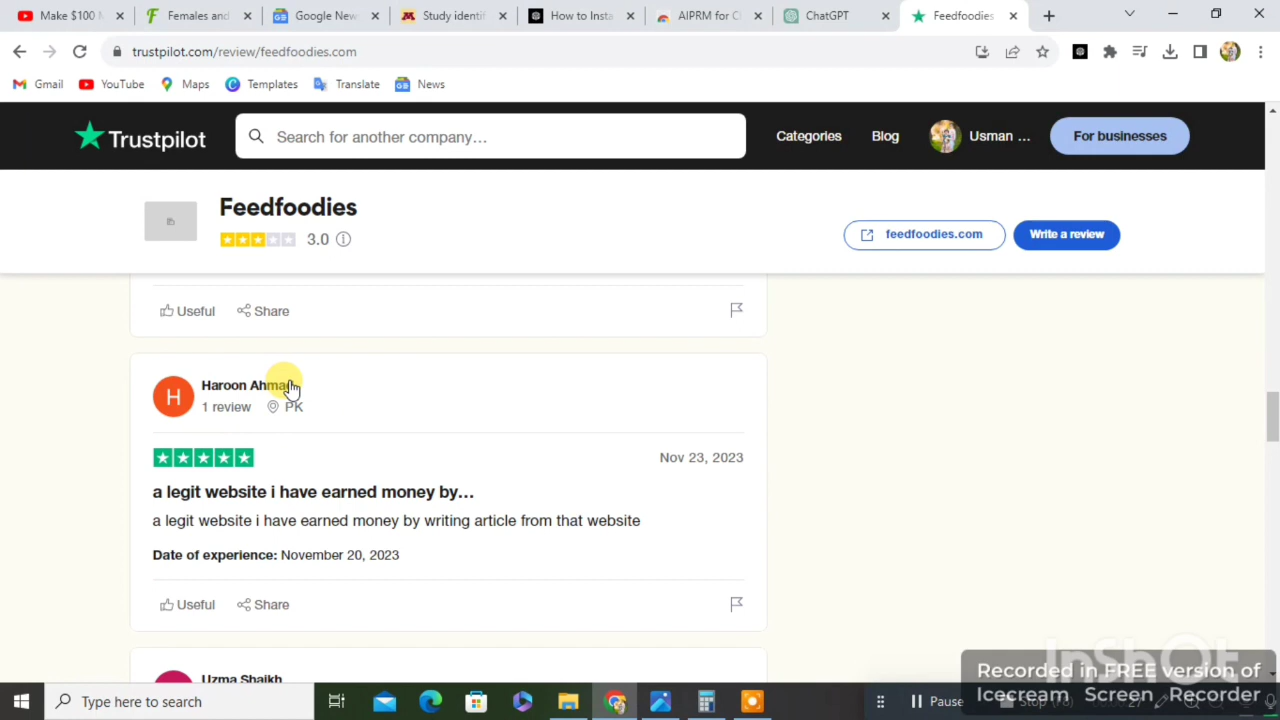 Make $100 M
Females and
Google New
Study identif
How to Insta
AIPRM for C
ChatGPT
Feedfoodies
trustpilot.com/review/feedfoodies.com
Gmail
YouTube
Maps
Templates
Translate
News
Trustpilot
Search for another company…
Categories
Blog
Usman ...
For businesses
Feedfoodies
3.0
feedfoodies.com
Write a review
Useful
Share
H
Haroon Ahmad
1 review
PK
Nov 23, 2023
a legit website i have earned money by…
a legit website i have earned money by writing article from that website
Date of experience: November 20, 2023
Useful
Share
Uzma Shaikh
InShOt
Recorded in FREE version of
Icecream Screen Recorder
Type here to search
Pause
Stop